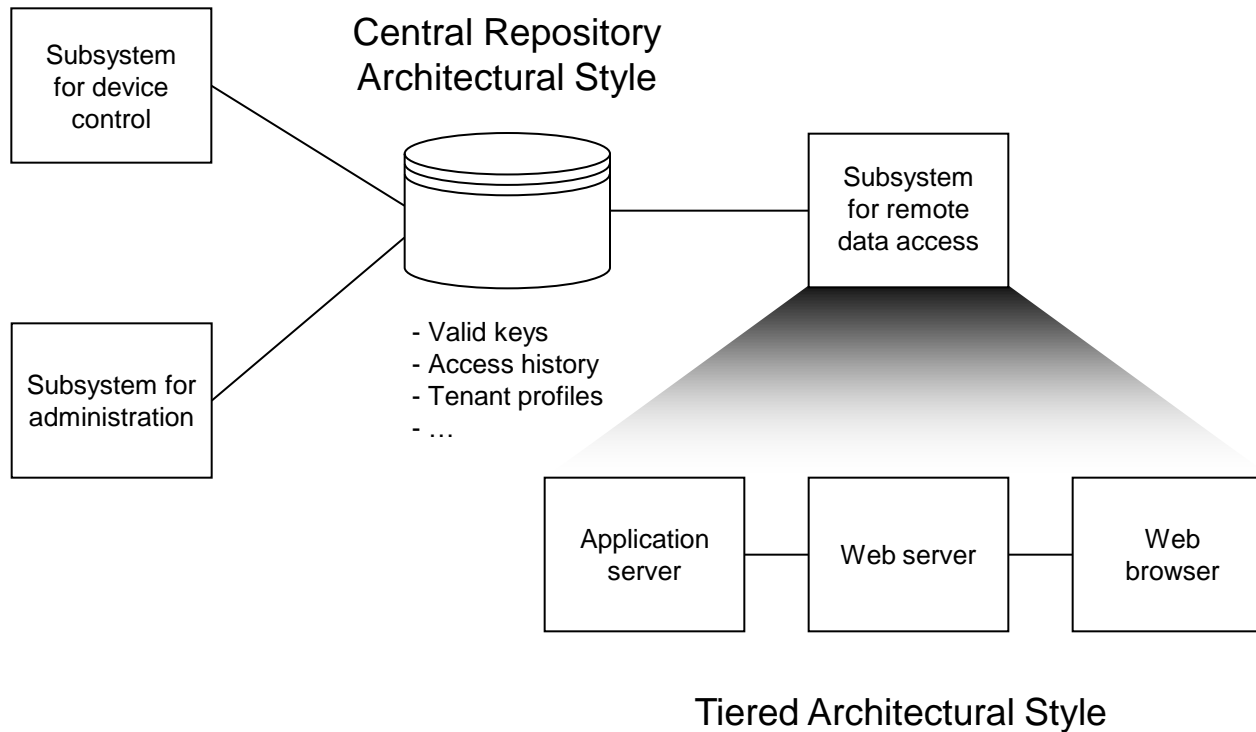 Central Repository
Architectural Style
Subsystem
for device
control
Subsystem
for remote
data access
- Valid keys
- Access history
- Tenant profiles
- …
Subsystem for
administration
Application
server
Web server
Web
browser
Tiered Architectural Style